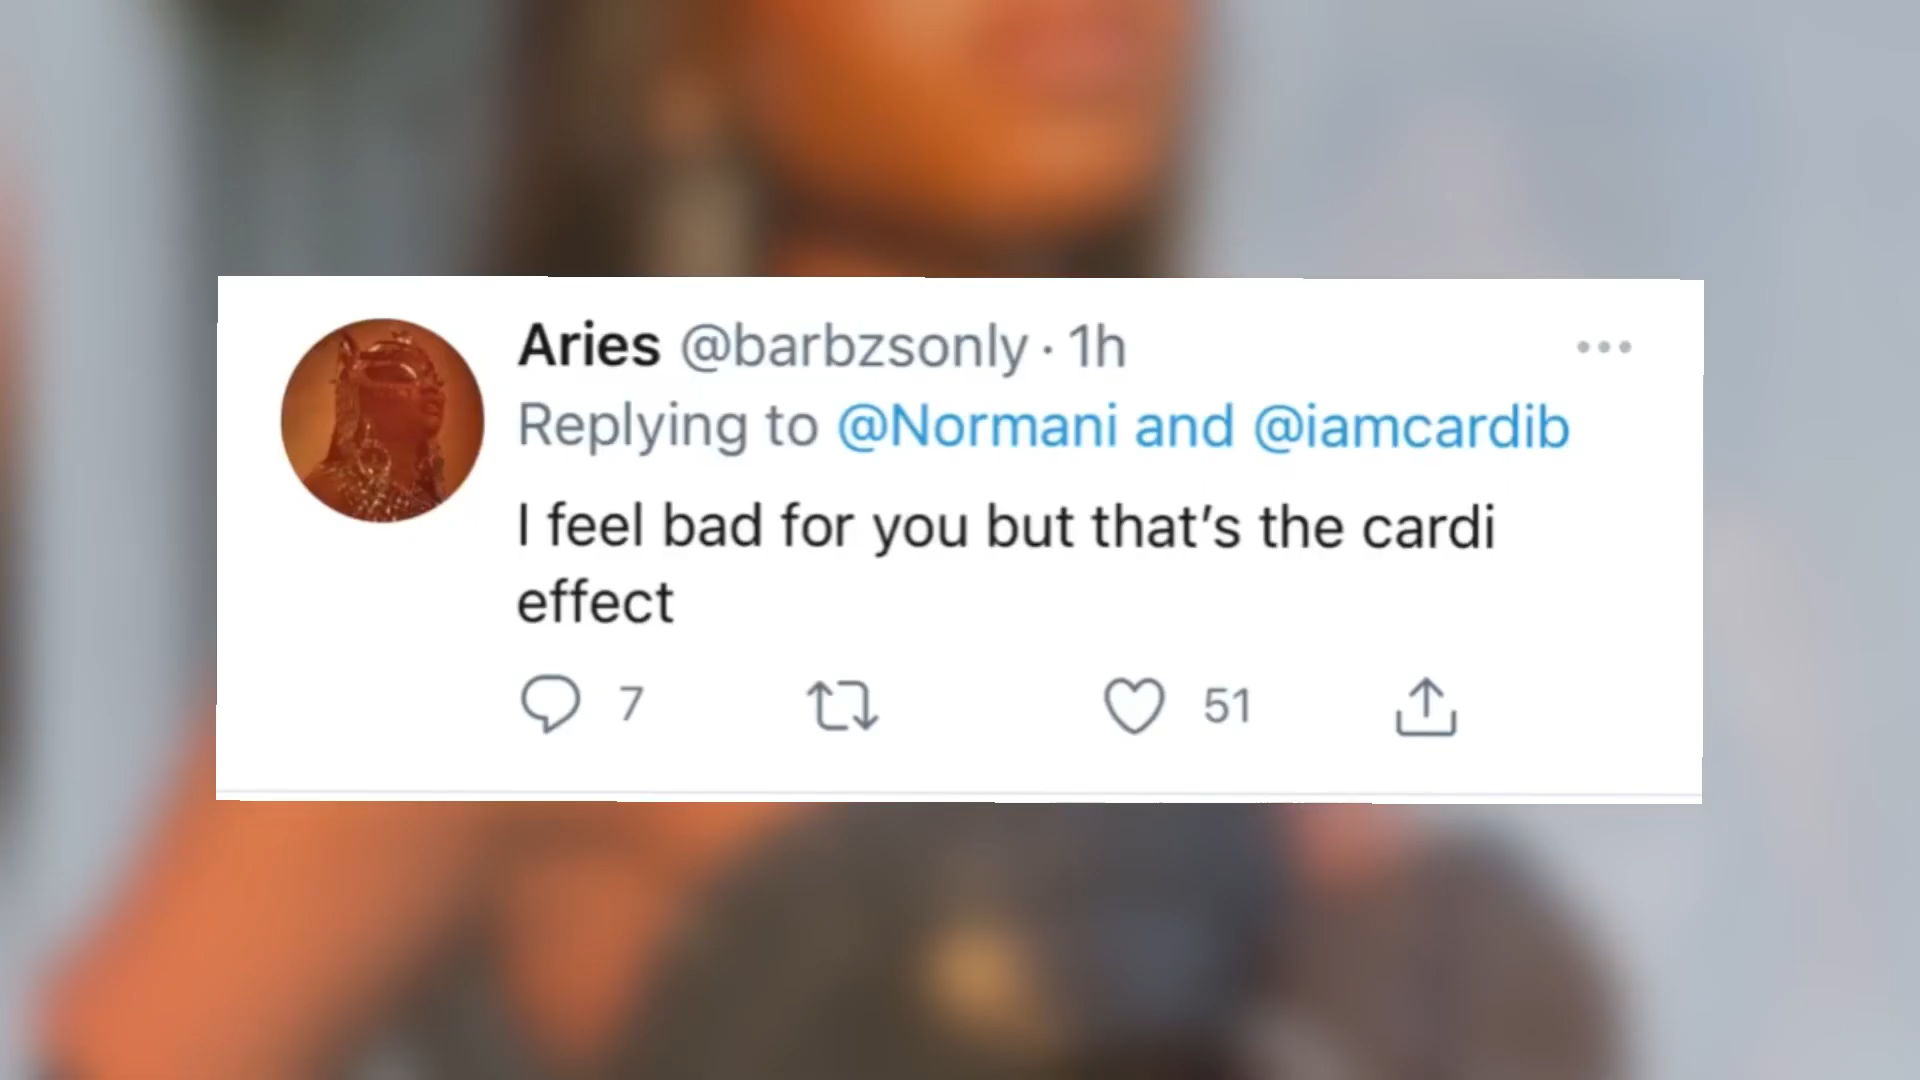 Aries @barbzsonly · 1h
Replying to @Normani and @iamcardib
I feel bad for you but that’s the cardi
effect
7 51